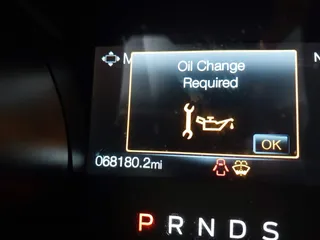 M
N
Oil Change
Required
OK
068180.2mi
P R N D S